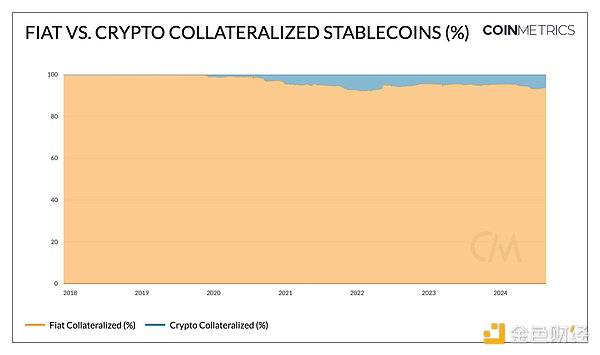 FIAT VS. CRYPTO COLLATERALIZED STABLECOINS (%) COINMETRICS
100
80
60
40
20
0
2018 2019 2020 2021 2022 2023 2024
CM
Fiat Collateralized (%) Crypto Collateralized (%)
金色财经